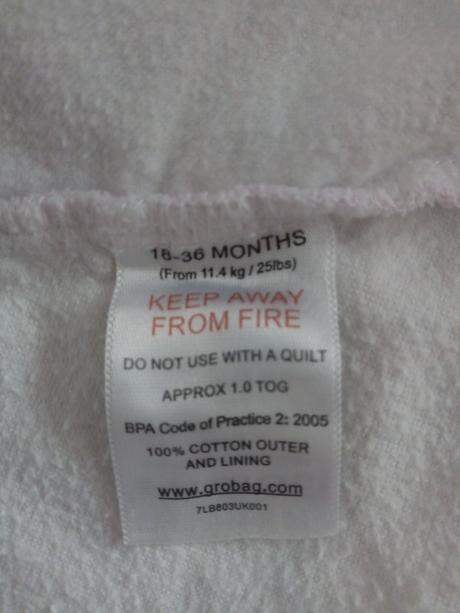 18-36 MONTHS
(From 11.4 kg / 25lbs)
KEEP AWAY
FROM FIRE
DO NOT USE WITH A QUILT
APPROX 1.0 TOG
BPA Code of Practice 2: 2005
100% COTTON OUTER
AND LINING
www.grobag.com
7LB803UK001